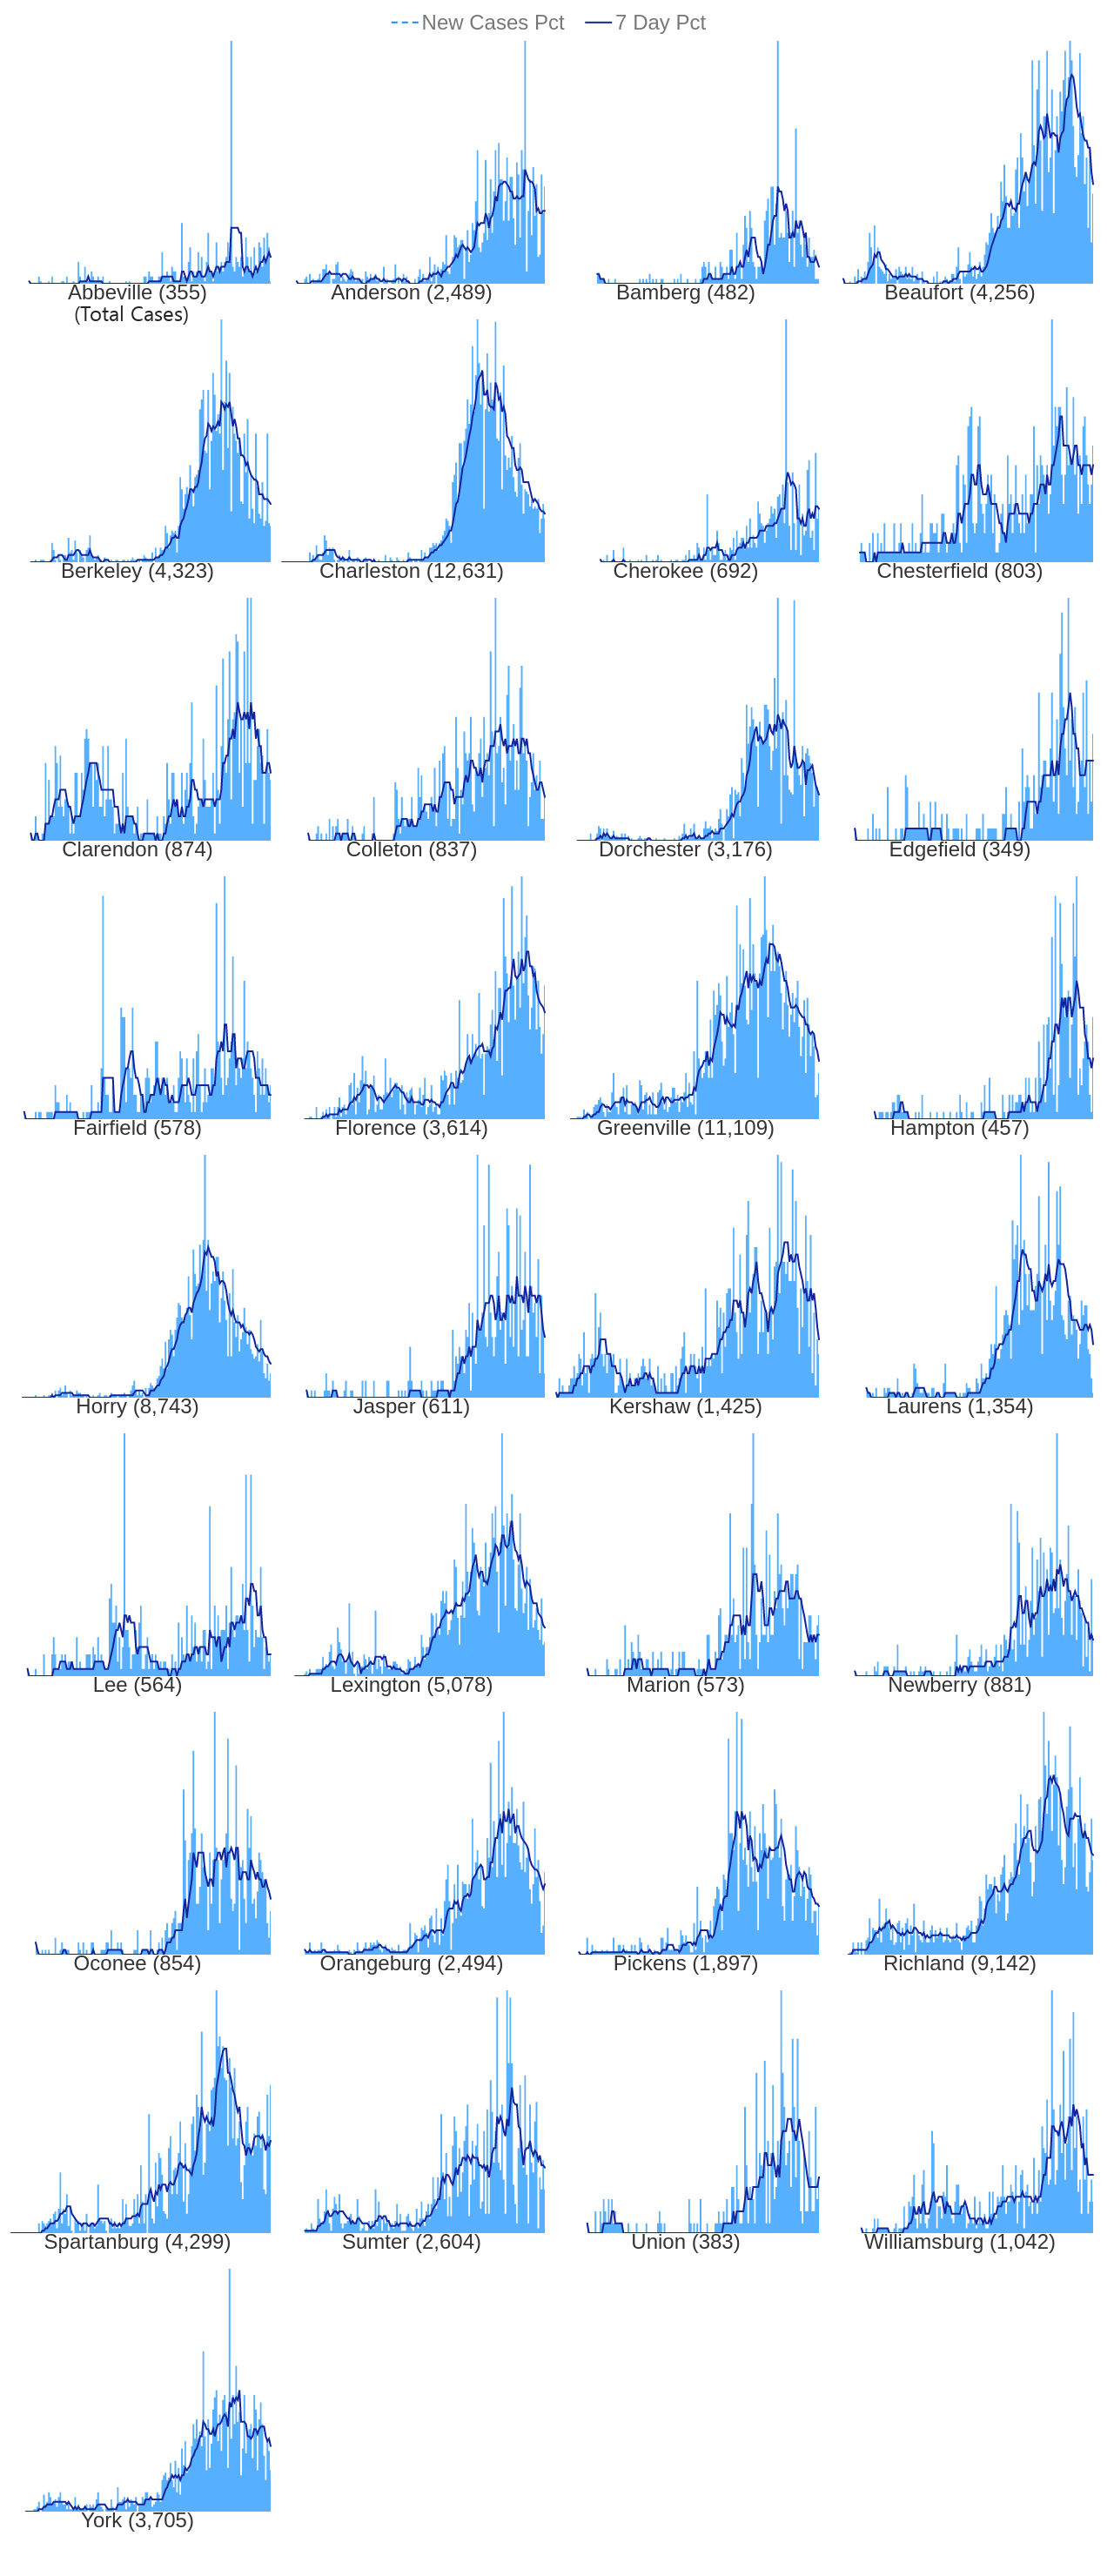 New Cases Pct 7 Day Pct
Abbeville (355) Anderson (2,489) Bamberg (482) Beaufort (4,256)
(Total Cases)
Berkeley (4,323) Charleston (12,631) Cherokee (692) Chesterfield (803)
Clarendon (874) Colleton (837) Dorchester (3,176) Edgefield (349)
Fairfield (578) Florence (3,614) Greenville (11,109) Hampton (457)
Horry (8,743) Jasper (611) Kershaw (1,425) Laurens (1,354)
Lee (564) Lexington (5,078) Marion (573) Newberry (881)
Oconee (854) Orangeburg (2,494) Pickens (1,897) Richland (9,142)
Spartanburg (4,299) Sumter (2,604) Union (383) Williamsburg (1,042)
York (3,705)